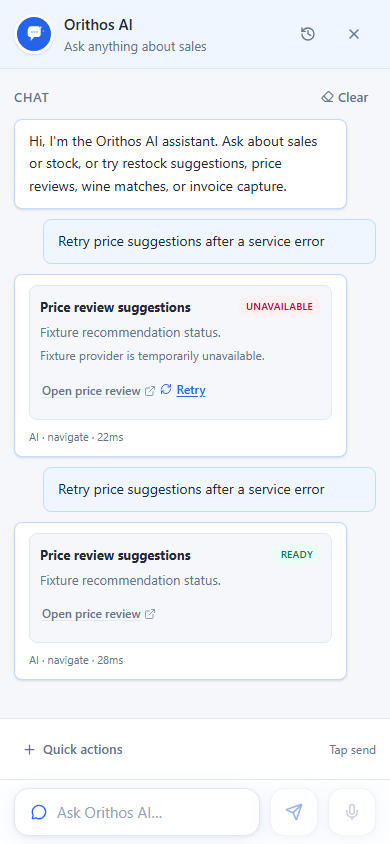 Orithos AI
Ask anything about sales
CHAT
Clear
Hi, I'm the Orithos AI assistant. Ask about sales
or stock, or try restock suggestions, price
reviews, wine matches, or invoice capture.
Retry price suggestions after a service error
Price review suggestions
UNAVAILABLE
Fixture recommendation status.
Fixture provider is temporarily unavailable.
Open price review
Retry
AI · navigate · 22ms
Retry price suggestions after a service error
Price review suggestions
READY
Fixture recommendation status.
Open price review
AI · navigate · 28ms
Quick actions
Tap send
Ask Orithos AI...